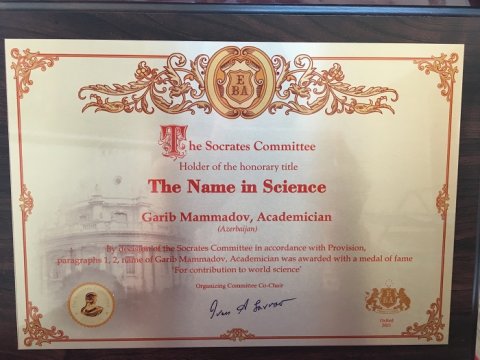 E
BA
The Socrates Committee
Holder of the honorary title
The Name in Science
Garib Mammadov, Academician
(Azerbaijan)
By decision of the Socrates Committee in accordance with Provision,
paragraphs 1, 2, name of Garib Mammadov, Academician was awarded with a medal of fame
'For contribution to world science'
Organizing Committee Co-Chair
Oxford